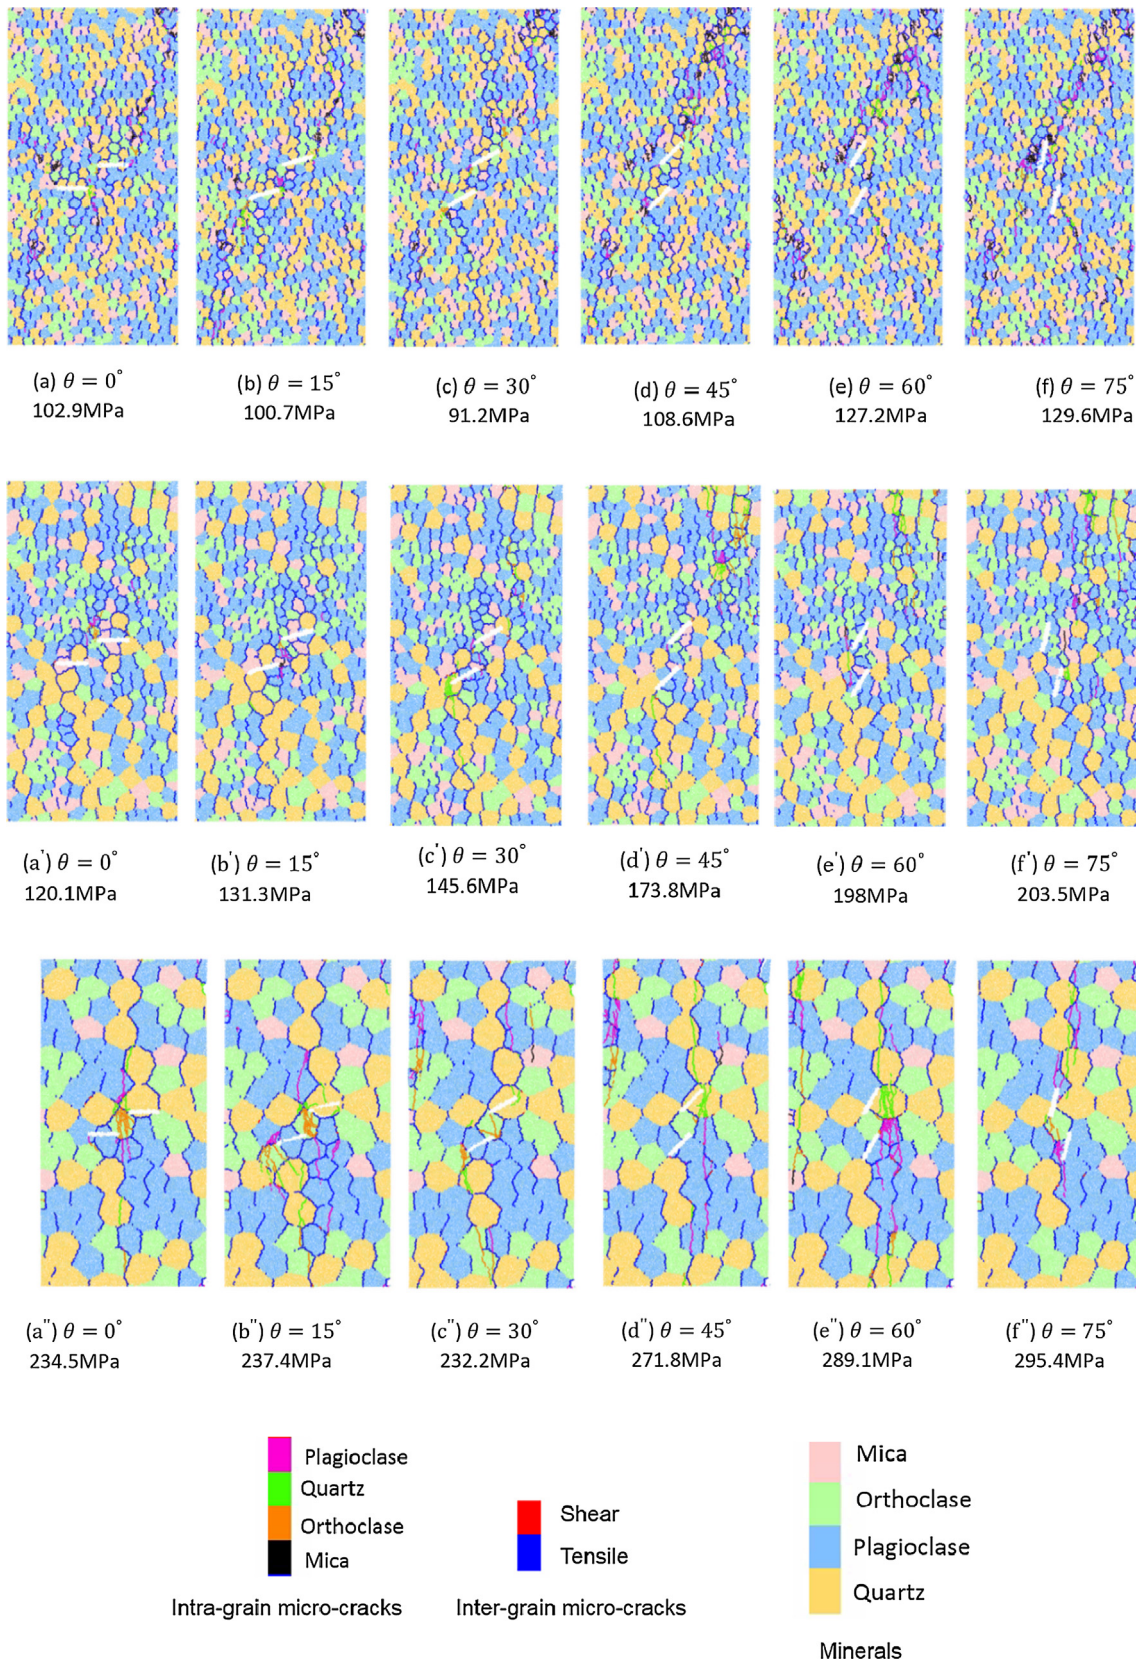 (a) θ = 0° (b) θ = 15° (c) θ = 30° (d) θ = 45° (e) θ = 60° (f) θ = 75°
102.9MPa 100.7MPa 91.2MPa 108.6MPa 127.2MPa 129.6MPa
(a') θ = 0° (b') θ = 15° (c') θ = 30° (d') θ = 45° (e') θ = 60° (f') θ = 75°
120.1MPa 131.3MPa 145.6MPa 173.8MPa 198MPa 203.5MPa
(a") θ = 0° (b") θ = 15° (c") θ = 30° (d") θ = 45° (e") θ = 60° (f") θ = 75°
234.5MPa 237.4MPa 232.2MPa 271.8MPa 289.1MPa 295.4MPa
Plagioclase
Quartz
Orthoclase
Mica
Intra-grain micro-cracks
Shear
Tensile
Inter-grain micro-cracks
Mica
Orthoclase
Plagioclase
Quartz
Minerals